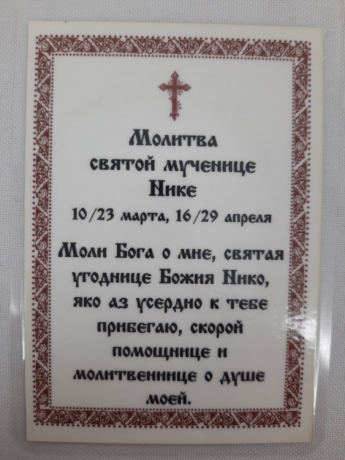 Молитва
святой мученице
Нике
10/23 марта, 16/29 апреля
Моли Бога о мне, святая
угоднице Божия Нико,
яко аз усердно к тебе
прибегаю, скорой
помощнице и
молитвеннице о душе
моей.